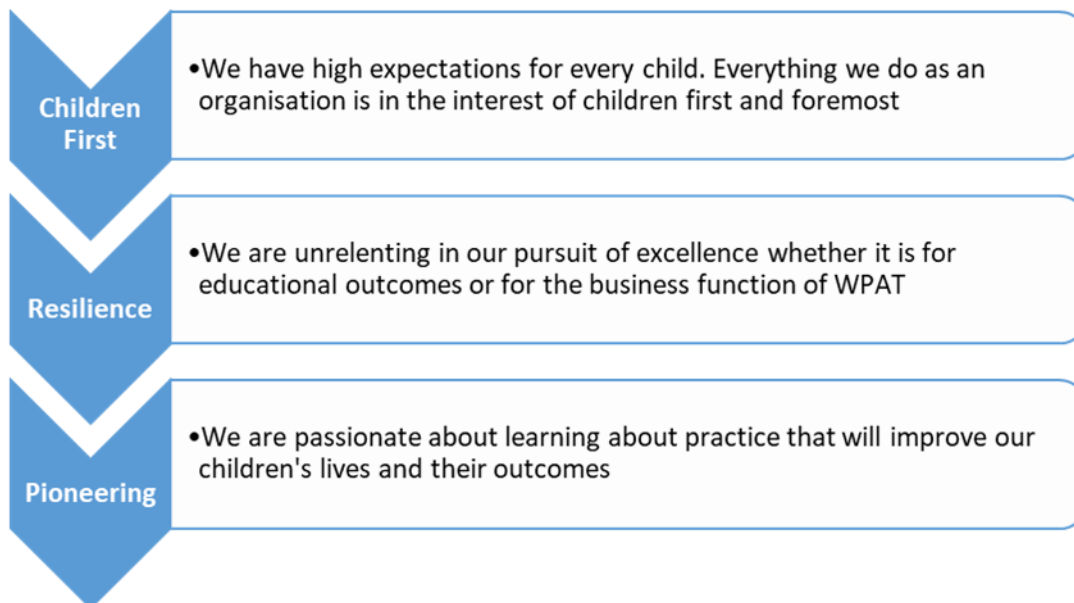 Children
First
•We have high expectations for every child. Everything we do as an
organisation is in the interest of children first and foremost
Resilience
•We are unrelenting in our pursuit of excellence whether it is for
educational outcomes or for the business function of WPAT
Pioneering
•We are passionate about learning about practice that will improve our
children's lives and their outcomes